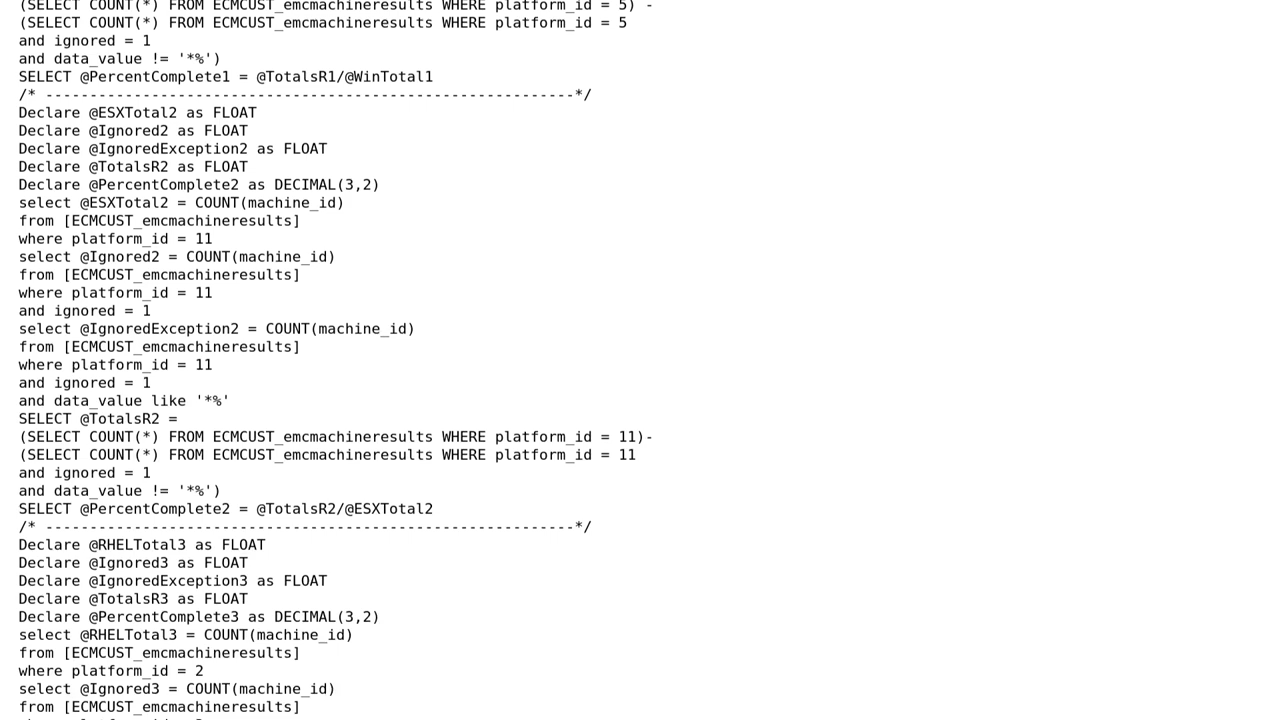 (SELECT COUNT(*) FROM ECMCUST_emcmachineresults WHERE platform_id = 5) -
(SELECT COUNT(*) FROM ECMCUST_emcmachineresults WHERE platform_id = 5
and ignored = 1
and data_value != '*%')
SELECT @PercentComplete1 = @TotalsR1/@WinTotal1
/* ------------------------------------------------------------*/
Declare @ESXTotal2 as FLOAT
Declare @Ignored2 as FLOAT
Declare @IgnoredException2 as FLOAT
Declare @TotalsR2 as FLOAT
Declare @PercentComplete2 as DECIMAL(3,2)
select @ESXTotal2 = COUNT(machine_id)
from [ECMCUST_emcmachineresults]
where platform_id = 11
select @Ignored2 = COUNT(machine_id)
from [ECMCUST_emcmachineresults]
where platform_id = 11
and ignored = 1
select @IgnoredException2 = COUNT(machine_id)
from [ECMCUST_emcmachineresults]
where platform_id = 11
and ignored = 1
and data_value like '*%'
SELECT @TotalsR2 =
(SELECT COUNT(*) FROM ECMCUST_emcmachineresults WHERE platform_id = 11)-
(SELECT COUNT(*) FROM ECMCUST_emcmachineresults WHERE platform_id = 11
and ignored = 1
and data_value != '*%')
SELECT @PercentComplete2 = @TotalsR2/@ESXTotal2
/* ------------------------------------------------------------*/
Declare @RHELTotal3 as FLOAT
Declare @Ignored3 as FLOAT
Declare @IgnoredException3 as FLOAT
Declare @TotalsR3 as FLOAT
Declare @PercentComplete3 as DECIMAL(3,2)
select @RHELTotal3 = COUNT(machine_id)
from [ECMCUST_emcmachineresults]
where platform_id = 2
select @Ignored3 = COUNT(machine_id)
from [ECMCUST_emcmachineresults]